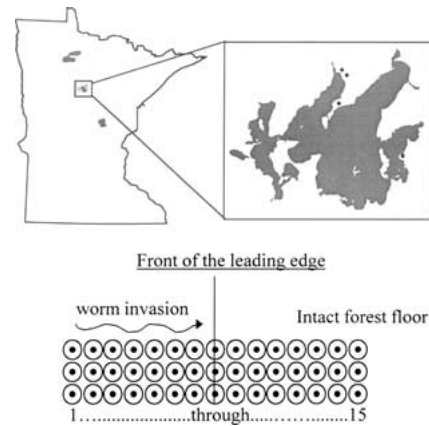 Front of the leading edge
worm invasion
Intact forest floor
1.......................through..............15